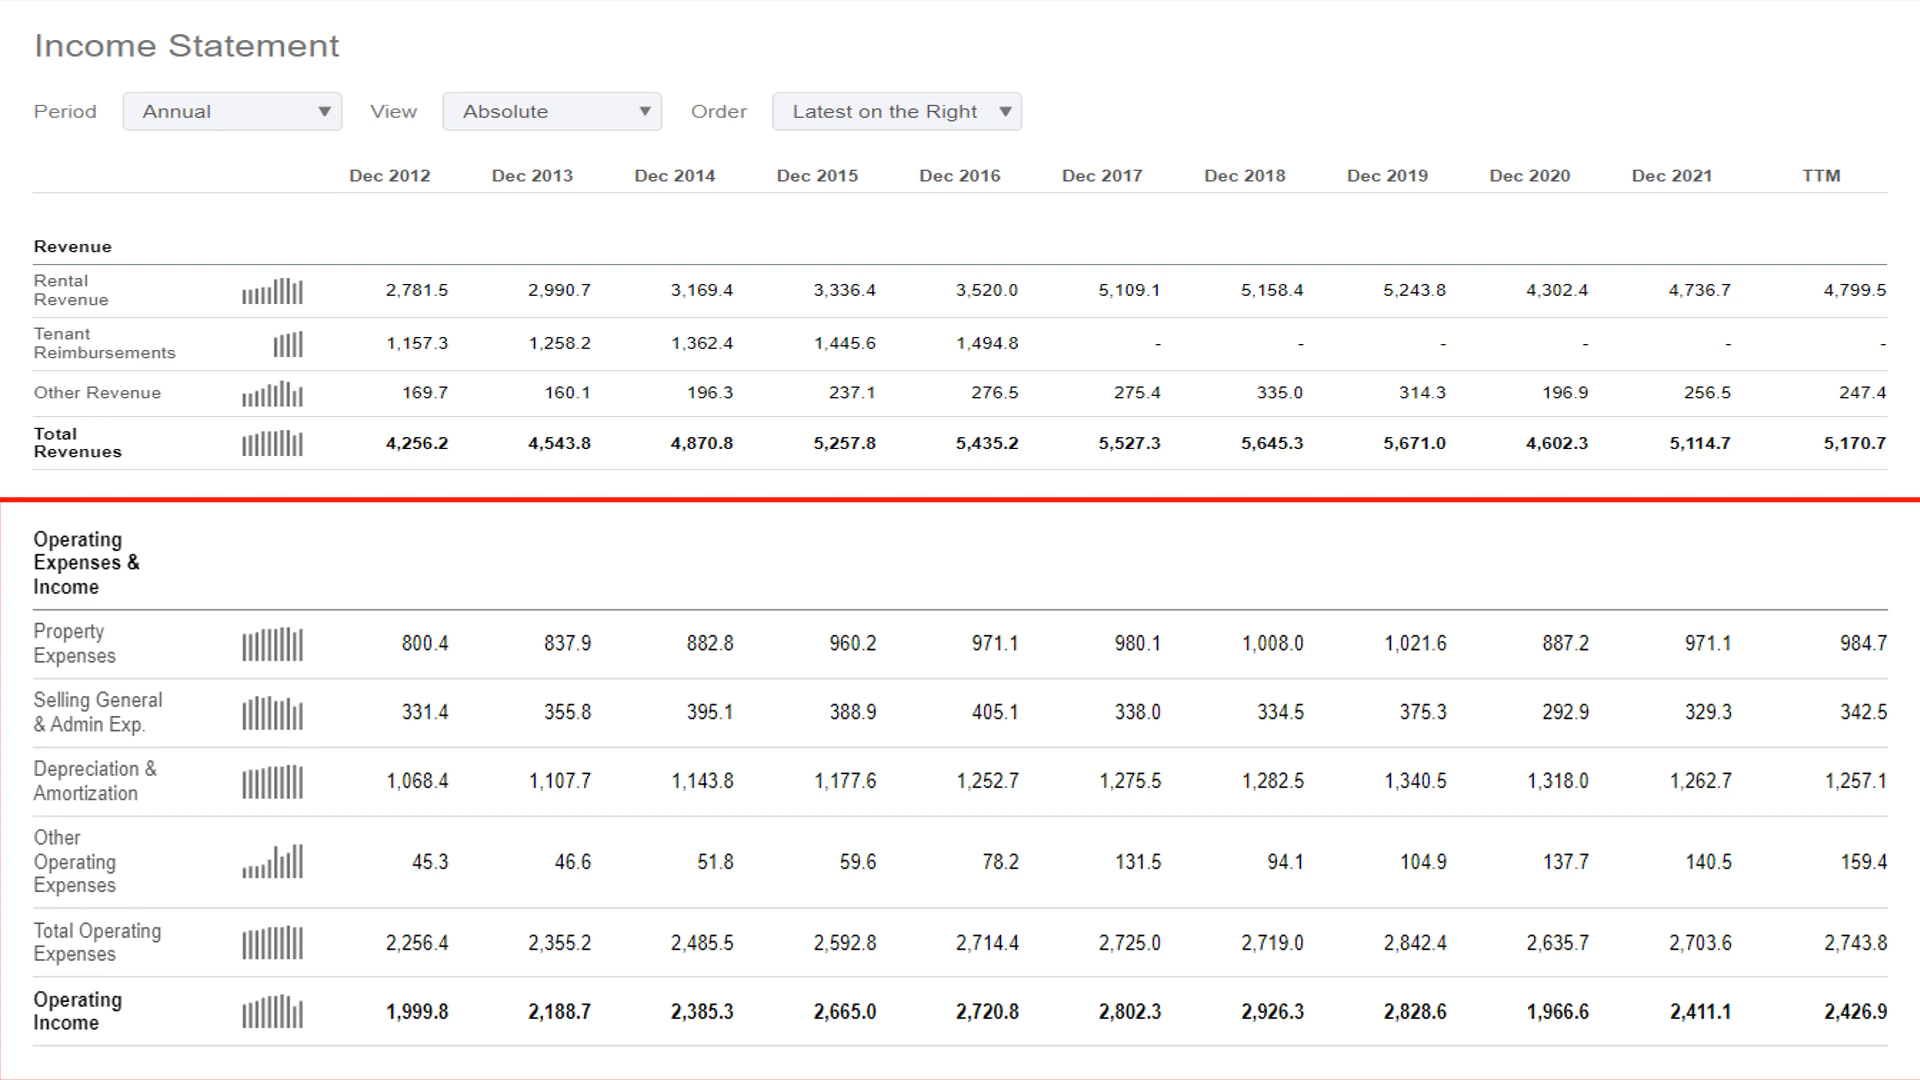 Income Statement
Period Annual ▼ View Absolute ▼ Order Latest on the Right ▼
Dec 2012 Dec 2013 Dec 2014 Dec 2015 Dec 2016 Dec 2017 Dec 2018 Dec 2019 Dec 2020 Dec 2021 TTM
Revenue
Rental
Revenue 2,781.5 2,990.7 3,169.4 3,336.4 3,520.0 5,109.1 5,158.4 5,243.8 4,302.4 4,736.7 4,799.5
Tenant
Reimbursements 1,157.3 1,258.2 1,362.4 1,445.6 1,494.8 - - - - - -
Other Revenue 169.7 160.1 196.3 237.1 276.5 275.4 335.0 314.3 196.9 256.5 247.4
Total
Revenues 4,256.2 4,543.8 4,870.8 5,257.8 5,435.2 5,527.3 5,645.3 5,671.0 4,602.3 5,114.7 5,170.7
Operating
Expenses &
Income
Property
Expenses 800.4 837.9 882.8 960.2 971.1 980.1 1,008.0 1,021.6 887.2 971.1 984.7
Selling General
& Admin Exp. 331.4 355.8 395.1 388.9 405.1 338.0 334.5 375.3 292.9 329.3 342.5
Depreciation &
Amortization 1,068.4 1,107.7 1,143.8 1,177.6 1,252.7 1,275.5 1,282.5 1,340.5 1,318.0 1,262.7 1,257.1
Other
Operating 45.3 46.6 51.8 59.6 78.2 131.5 94.1 104.9 137.7 140.5 159.4
Expenses
Total Operating
Expenses 2,256.4 2,355.2 2,485.5 2,592.8 2,714.4 2,725.0 2,719.0 2,842.4 2,635.7 2,703.6 2,743.8
Operating
Income 1,999.8 2,188.7 2,385.3 2,665.0 2,720.8 2,802.3 2,926.3 2,828.6 1,966.6 2,411.1 2,426.9